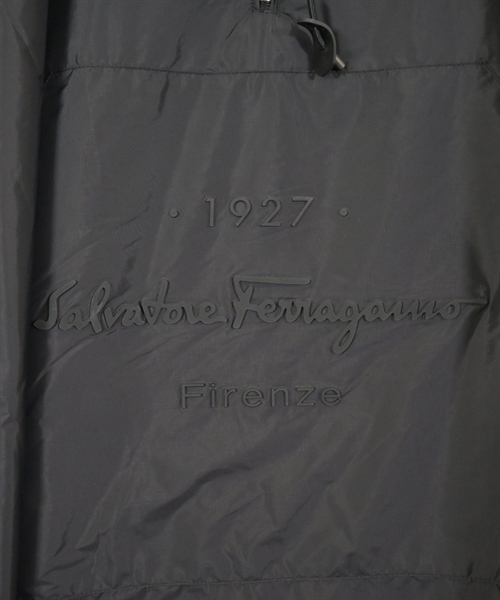 · 1927 ·
Salvatore Ferragamo
Firenze